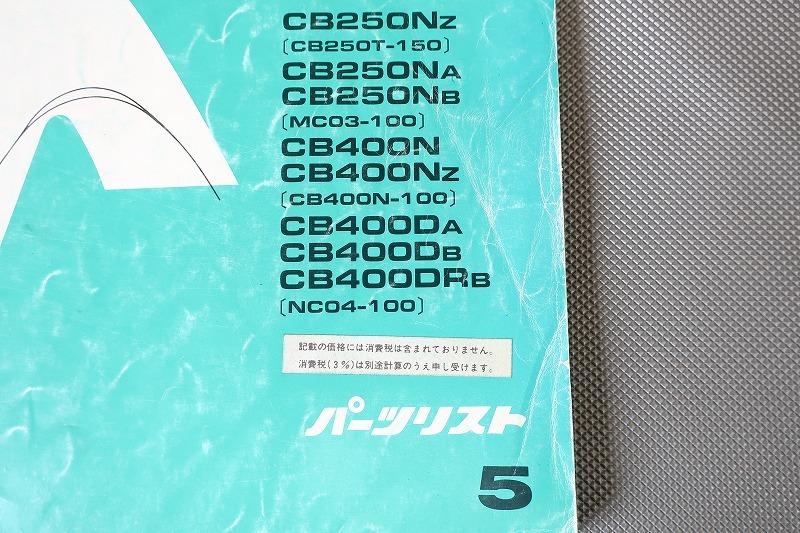 CB250NZ
(CB250T-150)
CB250NA
CB250NB
(MC03-100)
CB400N
CB400NZ
(CB400N-100)
CB400DA
CB400DB
CB400DRB
(NC04-100)
記載の価格には消費税は含まれておりません。
消費税(3%)は別途計算のうえ申し受けます。
パーツリスト
5